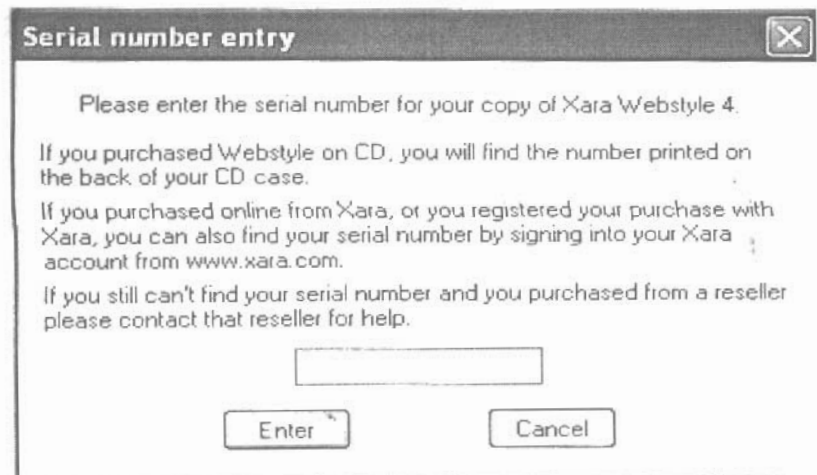 Serial number entry
Please enter the serial number for your copy of Xara Webstyle 4.
If you purchased Webstyle on CD, you will find the number printed on
the back of your CD case.
If you purchased online from Xara, or you registered your purchase with
Xara, you can also find your serial number by signing into your Xara
account from www.xara.com.
If you still can't find your serial number and you purchased from a reseller
please contact that reseller for help.
Enter
Cancel